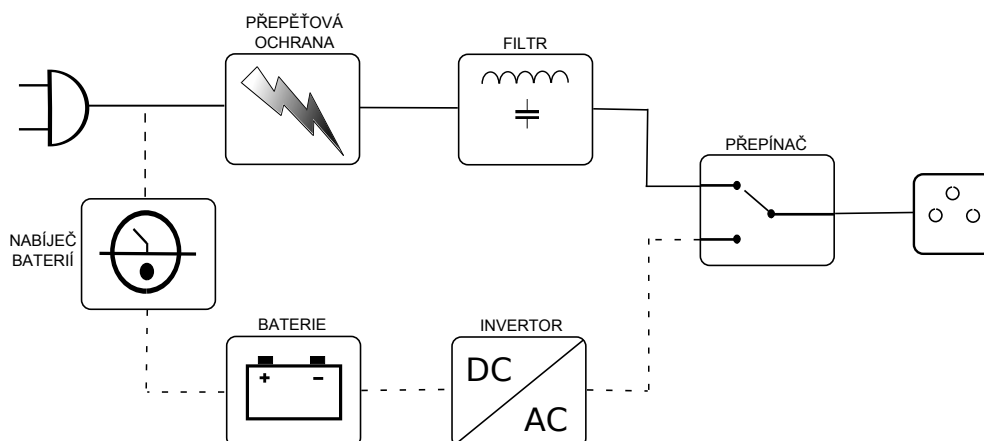 PŘEPĚŤOVÁ
OCHRANA
FILTR
PŘEPÍNAČ
NABÍJEČ
BATERIÍ
BATERIE
INVERTOR
+ −
DC
AC